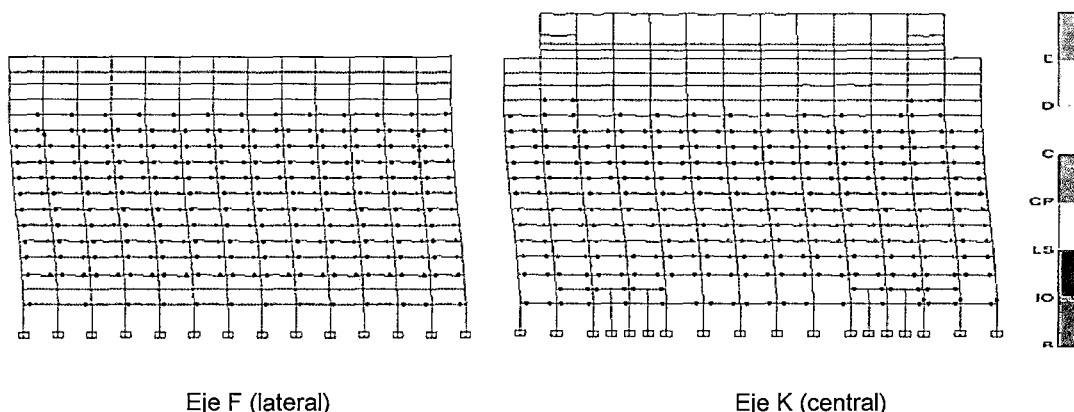 E
D
C
CP
LS
IO
B
Eje F (lateral)
Eje K (central)